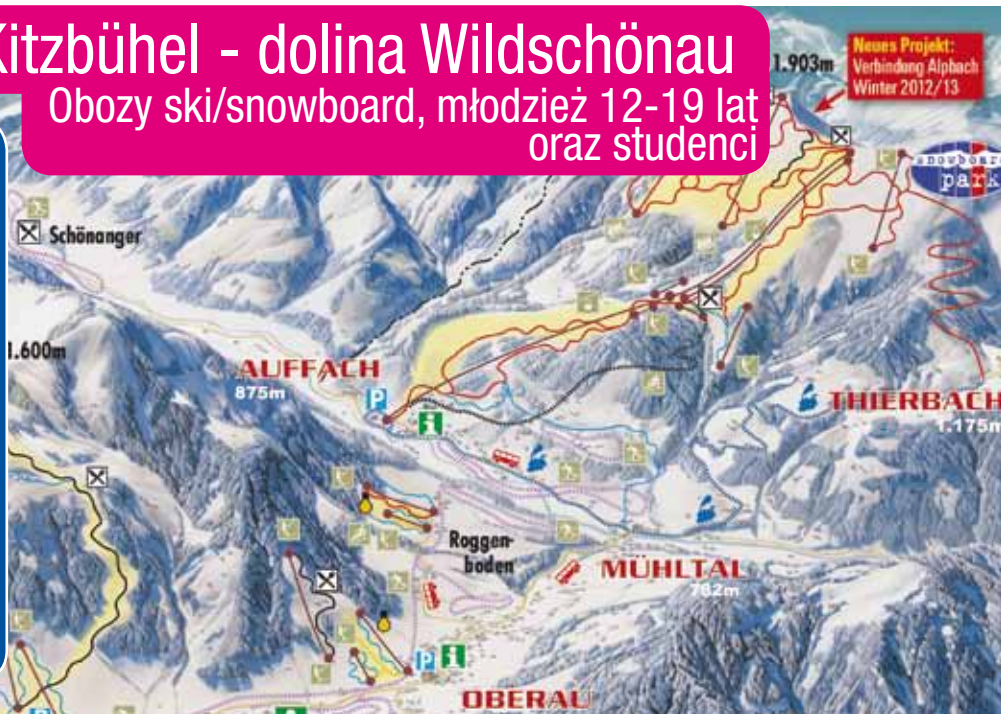 Kitzbühel - dolina Wildschönau
Obozy ski/snowboard, młodzież 12-19 lat
oraz studenci
1.903m
Neues Projekt:
Verbindung Alpbach
Winter 2012/13
snowboard
park
Schönanger
1.600m
AUFFACH
875m
P
i
THIERBACH
1.175m
Roggen-
boden
MÜHLTAL
782m
P i
OBERAU